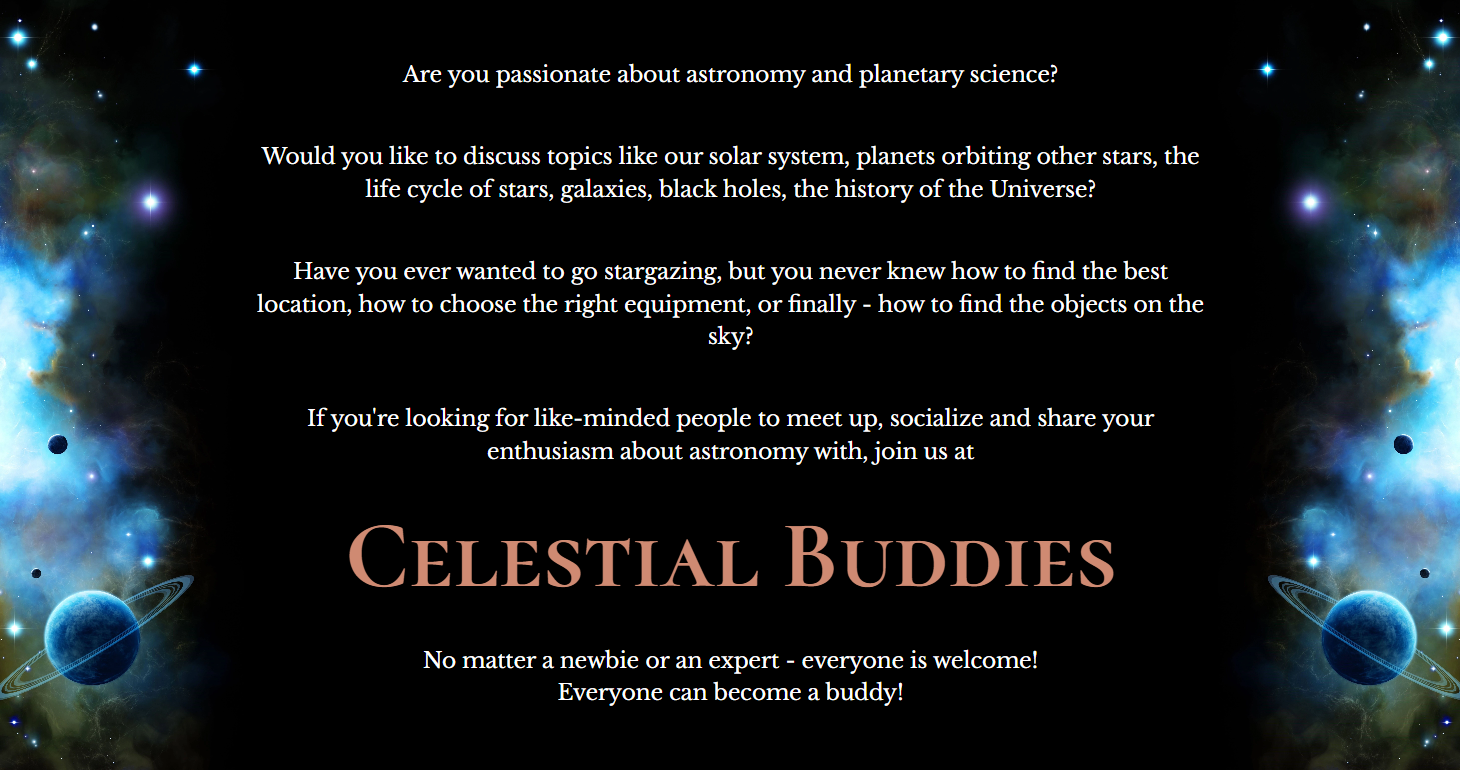 Are you passionate about astronomy and planetary science?
Would you like to discuss topics like our solar system, planets orbiting other stars, the
life cycle of stars, galaxies, black holes, the history of the Universe?
Have you ever wanted to go stargazing, but you never knew how to find the best
location, how to choose the right equipment, or finally - how to find the objects on the
sky?
If you're looking for like-minded people to meet up, socialize and share your
enthusiasm about astronomy with, join us at
Celestial Buddies
No matter a newbie or an expert - everyone is welcome!
Everyone can become a buddy!